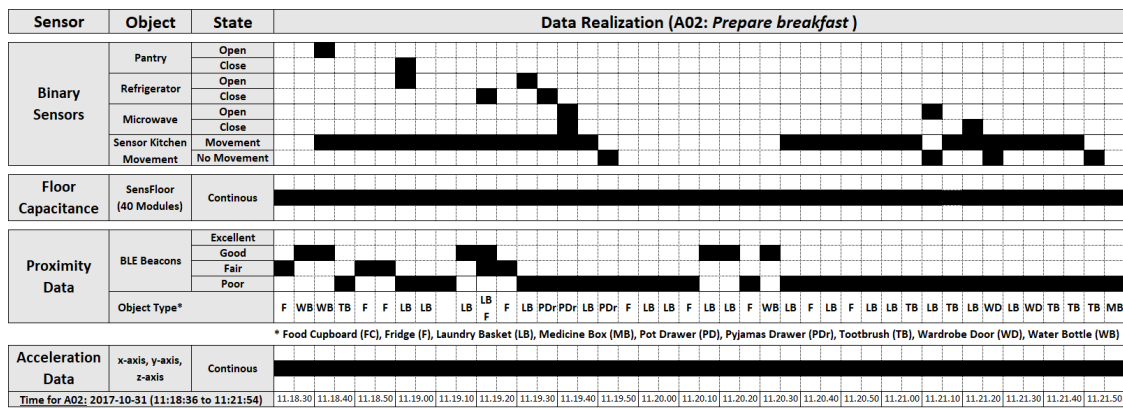 Sensor Object State Data Realization (A02: Prepare breakfast )
Binary Sensors
Pantry Open
Close
Refrigerator Open
Close
Microwave Open
Close
Sensor Kitchen Movement
Movement No Movement
Floor Capacitance
SensFloor (40 Modules)
Continous
Proximity Data
BLE Beacons
Excellent
Good
Fair
Poor
Object Type* F WB WB TB F F LB LB LB LB F F LB PDr PDr LB LB F LB LB F LB LB F WB LB F LB F LB LB TB LB TB LB WD LB WD TB TB TB MB
* Food Cupboard (FC), Fridge (F), Laundry Basket (LB), Medicine Box (MB), Pot Drawer (PD), Pyjamas Drawer (PDr), Tootbrush (TB), Wardrobe Door (WD), Water Bottle (WB)
Acceleration Data
x-axis, y-axis, z-axis
Continous
Time for A02: 2017-10-31 (11:18:36 to 11:21:54) 11.18.30 11.18.40 11.18.50 11.19.00 11.19.10 11.19.20 11.19.30 11.19.40 11.19.50 11.20.00 11.20.10 11.20.20 11.20.30 11.20.40 11.20.50 11.21.00 11.21.10 11.21.20 11.21.30 11.21.40 11.21.50